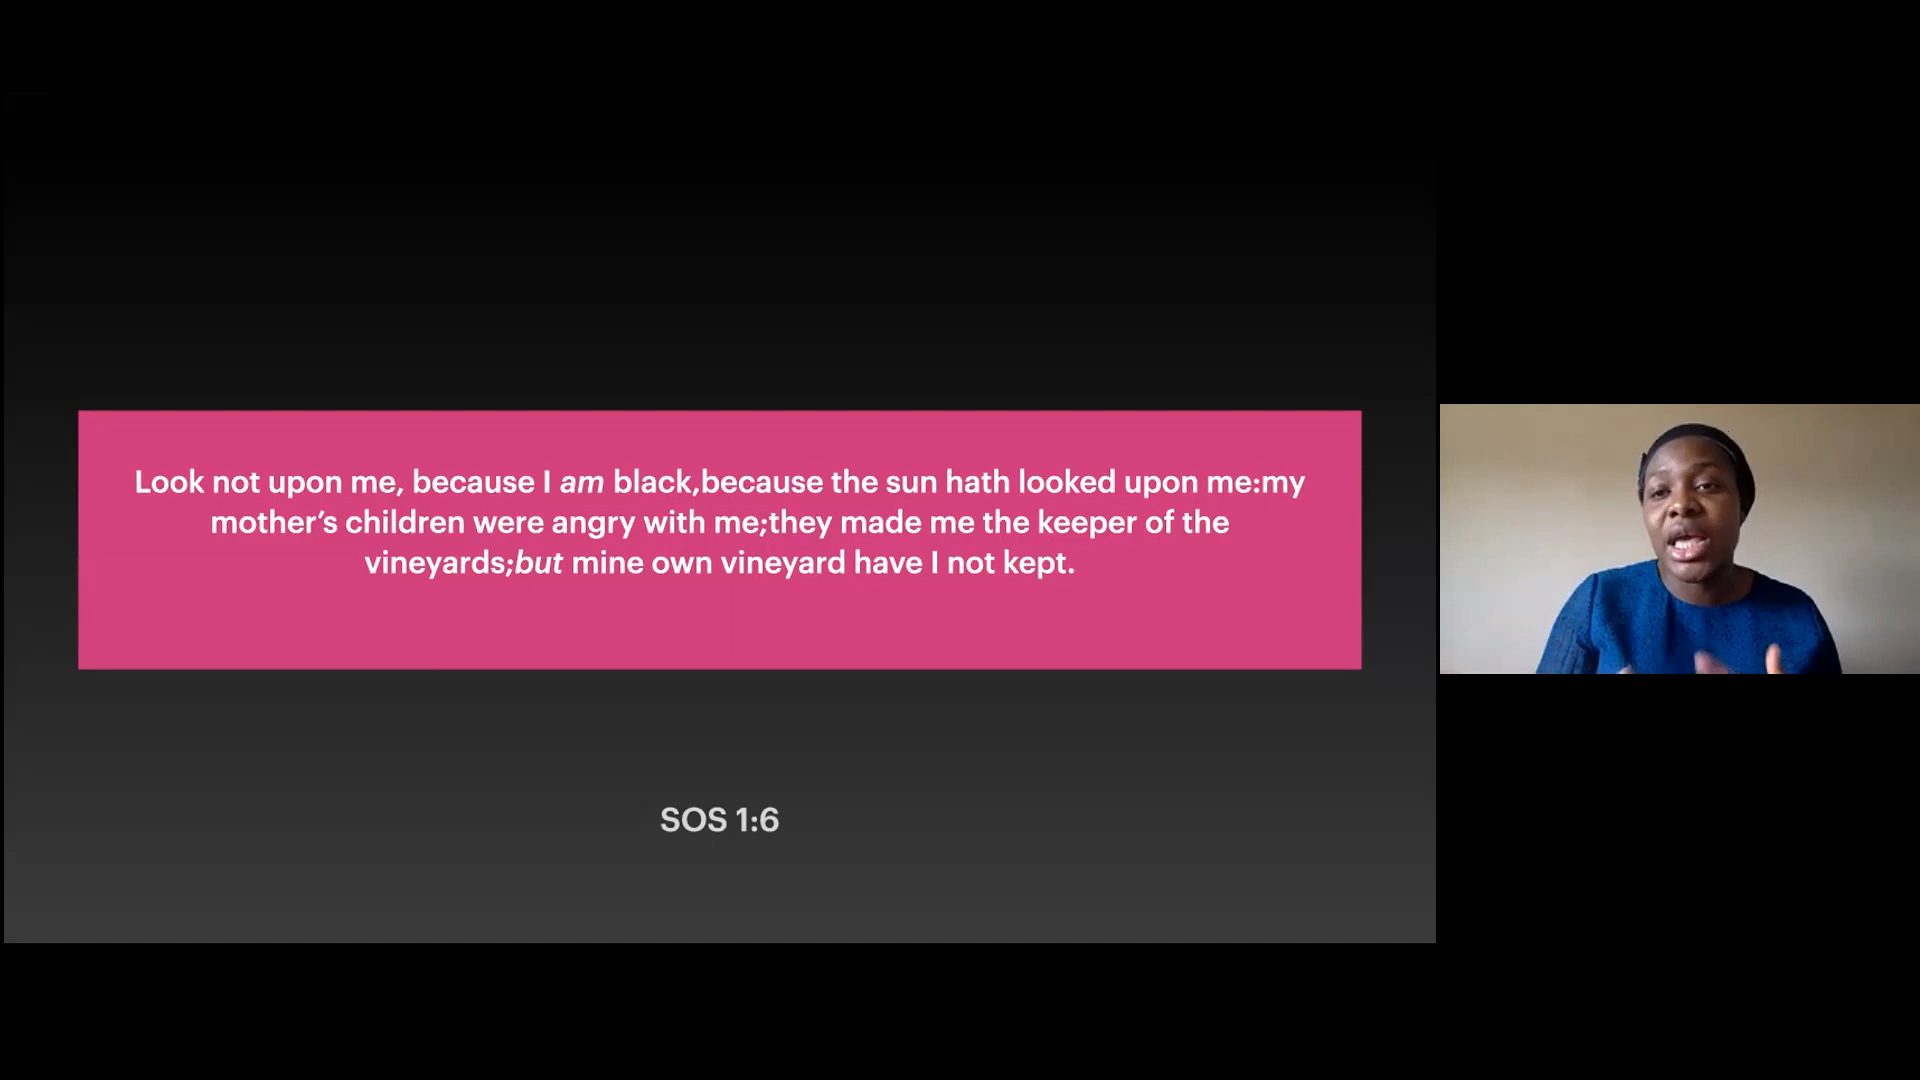 Look not upon me, because I am black,because the sun hath looked upon me:my
mother’s children were angry with me;they made me the keeper of the
vineyards;but mine own vineyard have I not kept.
SOS 1:6